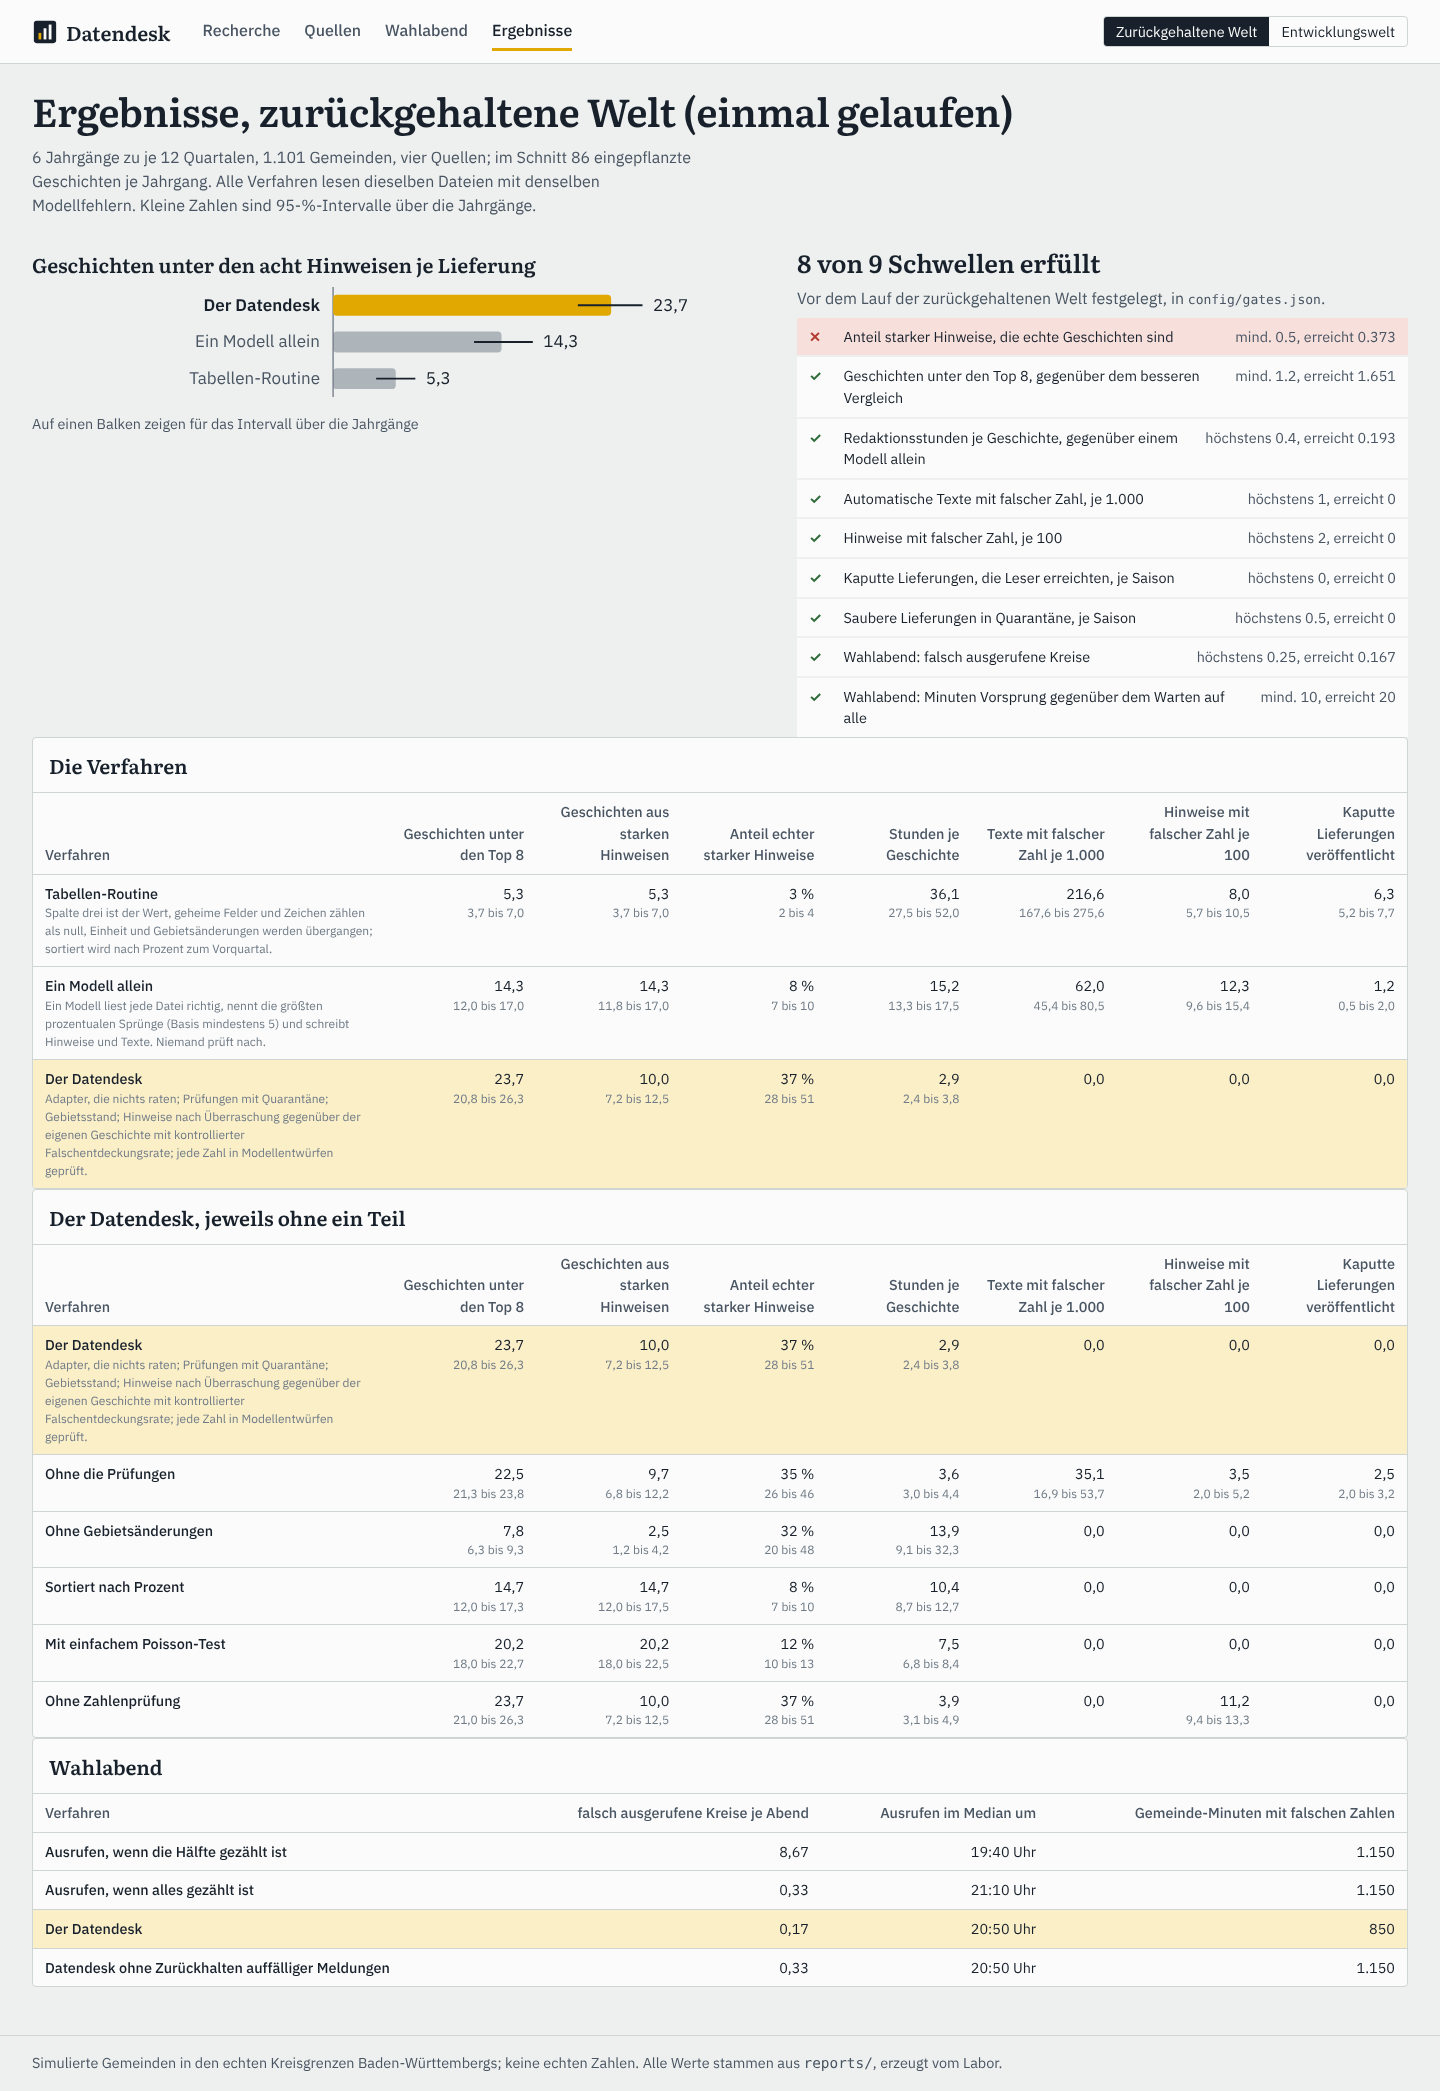 Datendesk
Recherche Quellen Wahlabend Ergebnisse
Zurückgehaltene Welt Entwicklungswelt
Ergebnisse, zurückgehaltene Welt (einmal gelaufen)
6 Jahrgänge zu je 12 Quartalen, 1.101 Gemeinden, vier Quellen; im Schnitt 86 eingepflanzte
Geschichten je Jahrgang. Alle Verfahren lesen dieselben Dateien mit denselben
Modellfehlern. Kleine Zahlen sind 95-%-Intervalle über die Jahrgänge.
Geschichten unter den acht Hinweisen je Lieferung
Der Datendesk 23,7
Ein Modell allein 14,3
Tabellen-Routine 5,3
Auf einen Balken zeigen für das Intervall über die Jahrgänge
8 von 9 Schwellen erfüllt
Vor dem Lauf der zurückgehaltenen Welt festgelegt, in config/gates.json.
✕ Anteil starker Hinweise, die echte Geschichten sind mind. 0.5, erreicht 0.373
✓ Geschichten unter den Top 8, gegenüber dem besseren mind. 1.2, erreicht 1.651
Vergleich
✓ Redaktionsstunden je Geschichte, gegenüber einem höchstens 0.4, erreicht 0.193
Modell allein
✓ Automatische Texte mit falscher Zahl, je 1.000 höchstens 1, erreicht 0
✓ Hinweise mit falscher Zahl, je 100 höchstens 2, erreicht 0
✓ Kaputte Lieferungen, die Leser erreichten, je Saison höchstens 0, erreicht 0
✓ Saubere Lieferungen in Quarantäne, je Saison höchstens 0.5, erreicht 0
✓ Wahlabend: falsch ausgerufene Kreise höchstens 0.25, erreicht 0.167
✓ Wahlabend: Minuten Vorsprung gegenüber dem Warten auf mind. 10, erreicht 20
alle
Die Verfahren
Geschichten aus Hinweise mit Kaputte
Geschichten unter starken Anteil echter Stunden je Texte mit falscher falscher Zahl je Lieferungen
Verfahren den Top 8 Hinweisen starker Hinweise Geschichte Zahl je 1.000 100 veröffentlicht
Tabellen-Routine 5,3 5,3 3 % 36,1 216,6 8,0 6,3
Spalte drei ist der Wert, geheime Felder und Zeichen zählen 3,7 bis 7,0 3,7 bis 7,0 2 bis 4 27,5 bis 52,0 167,6 bis 275,6 5,7 bis 10,5 5,2 bis 7,7
als null, Einheit und Gebietsänderungen werden übergangen;
sortiert wird nach Prozent zum Vorquartal.
Ein Modell allein 14,3 14,3 8 % 15,2 62,0 12,3 1,2
Ein Modell liest jede Datei richtig, nennt die größten 12,0 bis 17,0 11,8 bis 17,0 7 bis 10 13,3 bis 17,5 45,4 bis 80,5 9,6 bis 15,4 0,5 bis 2,0
prozentualen Sprünge (Basis mindestens 5) und schreibt
Hinweise und Texte. Niemand prüft nach.
Der Datendesk 23,7 10,0 37 % 2,9 0,0 0,0 0,0
Adapter, die nichts raten; Prüfungen mit Quarantäne; 20,8 bis 26,3 7,2 bis 12,5 28 bis 51 2,4 bis 3,8
Gebietsstand; Hinweise nach Überraschung gegenüber der
eigenen Geschichte mit kontrollierter
Falschentdeckungsrate; jede Zahl in Modellentwürfen
geprüft.
Der Datendesk, jeweils ohne ein Teil
Geschichten aus Hinweise mit Kaputte
Geschichten unter starken Anteil echter Stunden je Texte mit falscher falscher Zahl je Lieferungen
Verfahren den Top 8 Hinweisen starker Hinweise Geschichte Zahl je 1.000 100 veröffentlicht
Der Datendesk 23,7 10,0 37 % 2,9 0,0 0,0 0,0
Adapter, die nichts raten; Prüfungen mit Quarantäne; 20,8 bis 26,3 7,2 bis 12,5 28 bis 51 2,4 bis 3,8
Gebietsstand; Hinweise nach Überraschung gegenüber der
eigenen Geschichte mit kontrollierter
Falschentdeckungsrate; jede Zahl in Modellentwürfen
geprüft.
Ohne die Prüfungen 22,5 9,7 35 % 3,6 35,1 3,5 2,5
21,3 bis 23,8 6,8 bis 12,2 26 bis 46 3,0 bis 4,4 16,9 bis 53,7 2,0 bis 5,2 2,0 bis 3,2
Ohne Gebietsänderungen 7,8 2,5 32 % 13,9 0,0 0,0 0,0
6,3 bis 9,3 1,2 bis 4,2 20 bis 48 9,1 bis 32,3
Sortiert nach Prozent 14,7 14,7 8 % 10,4 0,0 0,0 0,0
12,0 bis 17,3 12,0 bis 17,5 7 bis 10 8,7 bis 12,7
Mit einfachem Poisson-Test 20,2 20,2 12 % 7,5 0,0 0,0 0,0
18,0 bis 22,7 18,0 bis 22,5 10 bis 13 6,8 bis 8,4
Ohne Zahlenprüfung 23,7 10,0 37 % 3,9 0,0 11,2 0,0
21,0 bis 26,3 7,2 bis 12,5 28 bis 51 3,1 bis 4,9 9,4 bis 13,3
Wahlabend
Verfahren falsch ausgerufene Kreise je Abend Ausrufen im Median um Gemeinde-Minuten mit falschen Zahlen
Ausrufen, wenn die Hälfte gezählt ist 8,67 19:40 Uhr 1.150
Ausrufen, wenn alles gezählt ist 0,33 21:10 Uhr 1.150
Der Datendesk 0,17 20:50 Uhr 850
Datendesk ohne Zurückhalten auffälliger Meldungen 0,33 20:50 Uhr 1.150
Simulierte Gemeinden in den echten Kreisgrenzen Baden-Württembergs; keine echten Zahlen. Alle Werte stammen aus reports/, erzeugt vom Labor.